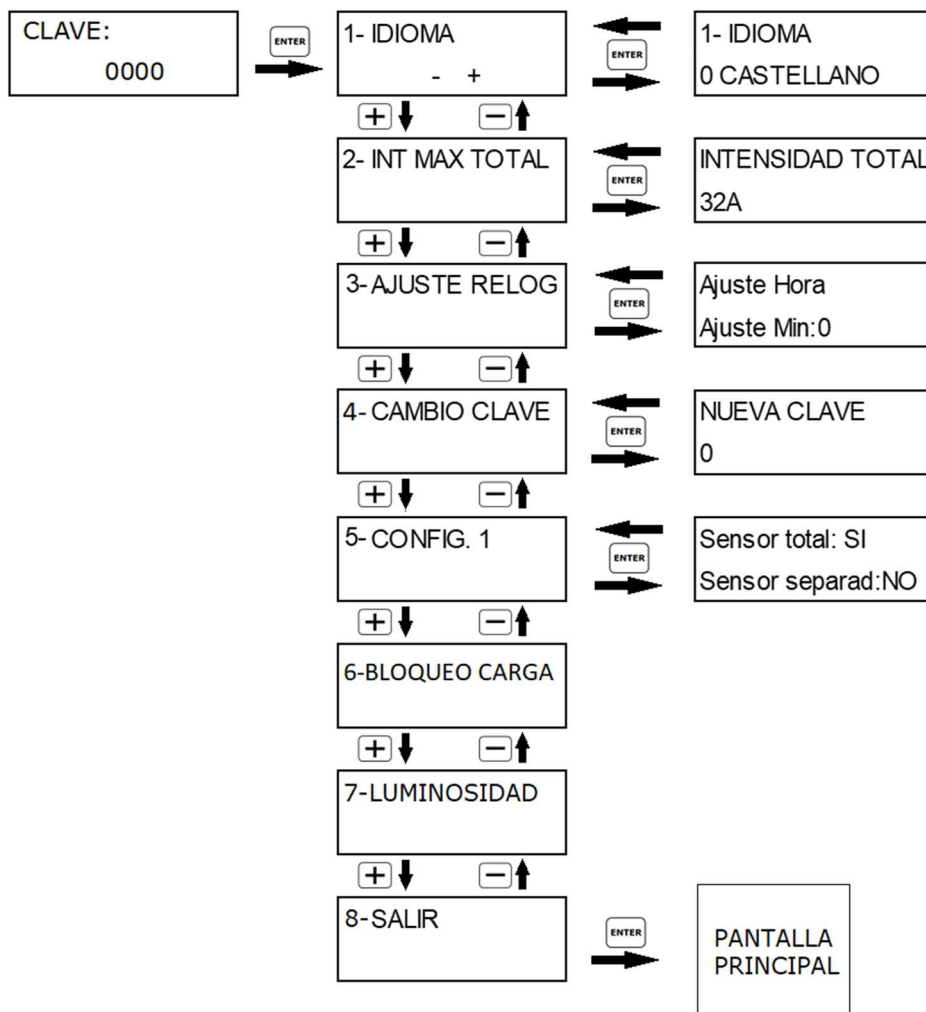 CLAVE:
0000
ENTER
1- IDIOMA
- +
ENTER
1- IDIOMA
0 CASTELLANO
+ -
2- INT MAX TOTAL
ENTER
INTENSIDAD TOTAL
32A
+ -
3- AJUSTE RELOG
ENTER
Ajuste Hora
Ajuste Min:0
+ -
4- CAMBIO CLAVE
ENTER
NUEVA CLAVE
0
+ -
5- CONFIG. 1
ENTER
Sensor total: SI
Sensor separad:NO
+ -
6-BLOQUEO CARGA
+ -
7-LUMINOSIDAD
+ -
8-SALIR
ENTER
PANTALLA
PRINCIPAL